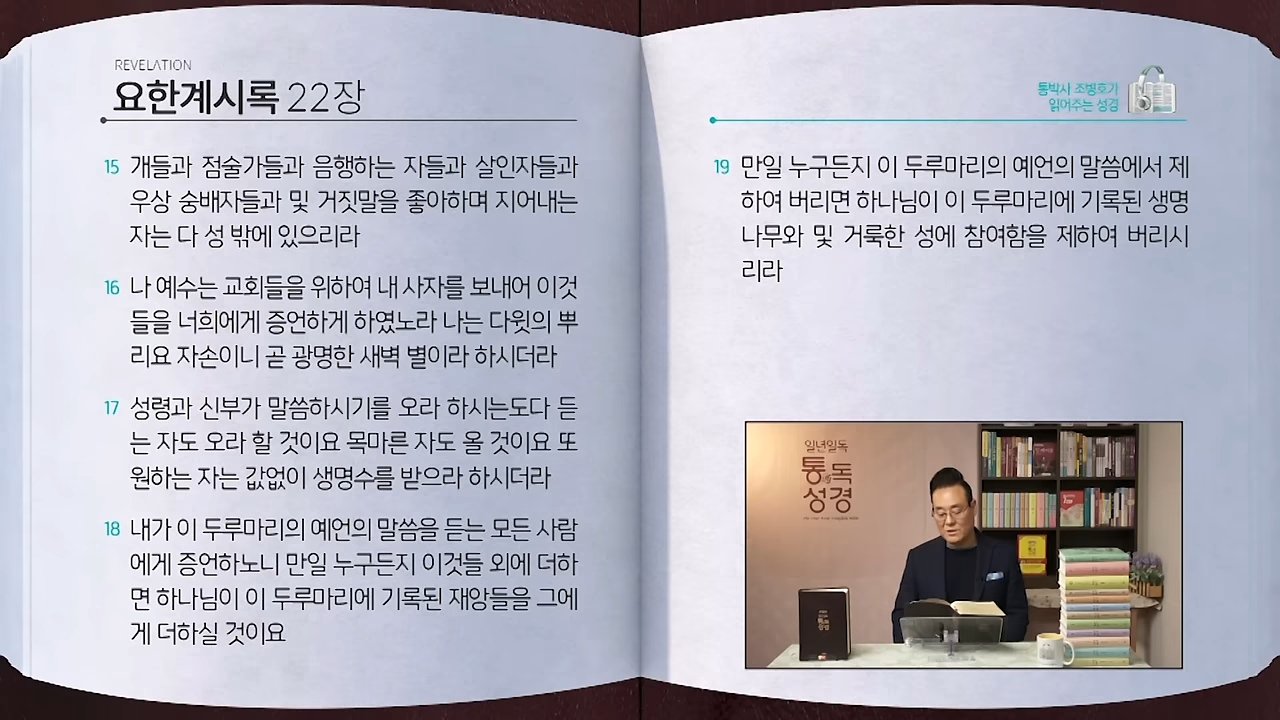 REVELATION
요한계시록 22장
15 개들과 점술가들과 음행하는 자들과 살인자들과
우상 숭배자들과 및 거짓말을 좋아하며 지어내는
자는 다 성 밖에 있으리라
16 나 예수는 교회들을 위하여 내 사자를 보내어 이것
들을 너희에게 증언하게 하였노라 나는 다윗의 뿌
리요 자손이니 곧 광명한 새벽 별이라 하시더라
17 성령과 신부가 말씀하시기를 오라 하시는도다 듣
는 자도 오라 할 것이요 목마른 자도 올 것이요 또
원하는 자는 값없이 생명수를 받으라 하시더라
18 내가 이 두루마리의 예언의 말씀을 듣는 모든 사람
에게 증언하노니 만일 누구든지 이것들 외에 더하
면 하나님이 이 두루마리에 기록된 재앙들을 그에
게 더하실 것이요
통박사 조병호가
읽어주는 성경
19 만일 누구든지 이 두루마리의 예언의 말씀에서 제
하여 버리면 하나님이 이 두루마리에 기록된 생명
나무와 및 거룩한 성에 참여함을 제하여 버리시
리라
일년일독
통독
성경